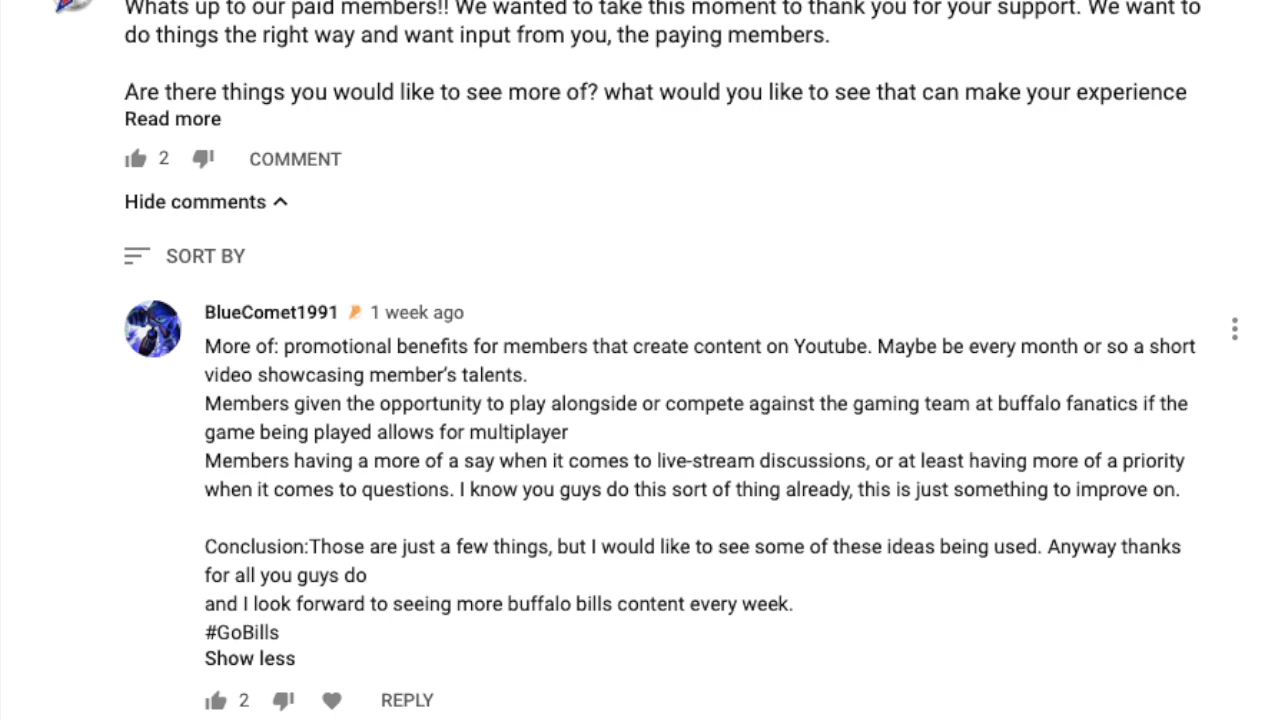 Whats up to our paid members!! We wanted to take this moment to thank you for your support. We want to
do things the right way and want input from you, the paying members.
Are there things you would like to see more of? what would you like to see that can make your experience
Read more
2 COMMENT
Hide comments
SORT BY
BlueComet1991 1 week ago
More of: promotional benefits for members that create content on Youtube. Maybe be every month or so a short
video showcasing member's talents.
Members given the opportunity to play alongside or compete against the gaming team at buffalo fanatics if the
game being played allows for multiplayer
Members having a more of a say when it comes to live-stream discussions, or at least having more of a priority
when it comes to questions. I know you guys do this sort of thing already, this is just something to improve on.
Conclusion:Those are just a few things, but I would like to see some of these ideas being used. Anyway thanks
for all you guys do
and I look forward to seeing more buffalo bills content every week.
#GoBills
Show less
2 REPLY